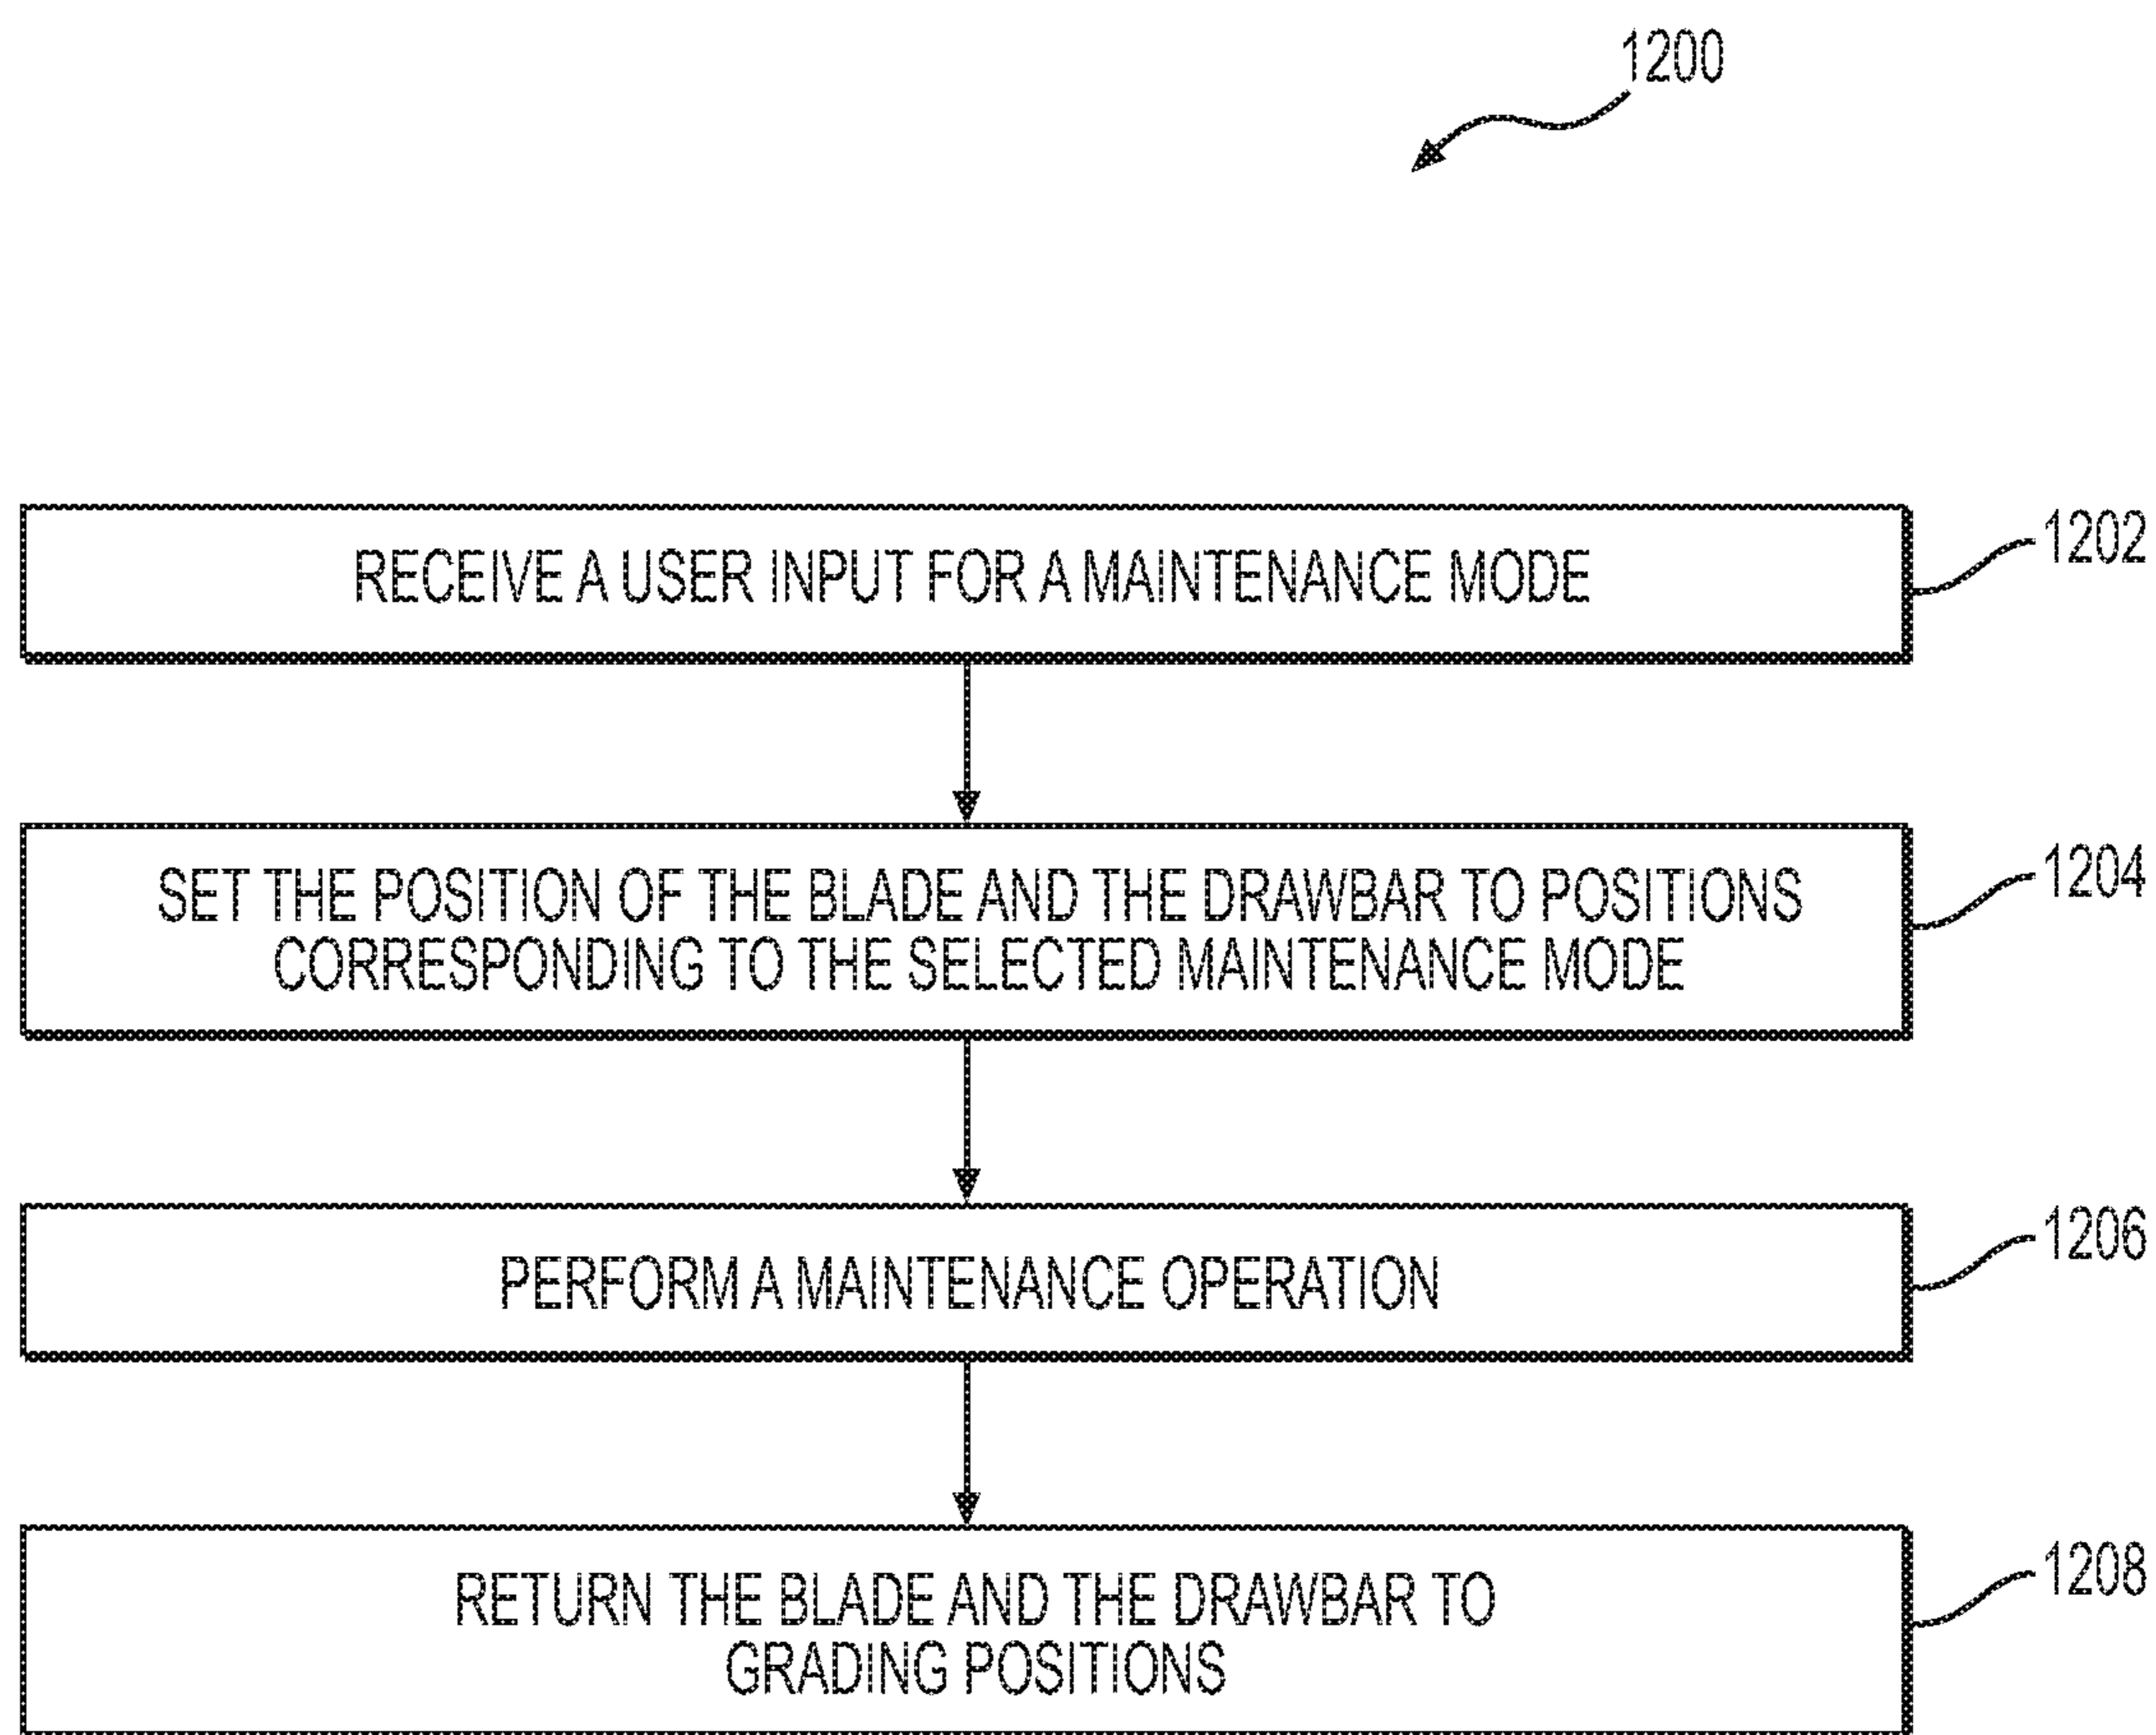 1200
RECEIVE A USER INPUT FOR A MAINTENANCE MODE
1202
SET THE POSITION OF THE BLADE AND THE DRAWBAR TO POSITIONS
CORRESPONDING TO THE SELECTED MAINTENANCE MODE
1204
PERFORM A MAINTENANCE OPERATION
1206
RETURN THE BLADE AND THE DRAWBAR TO
GRADING POSITIONS
1208